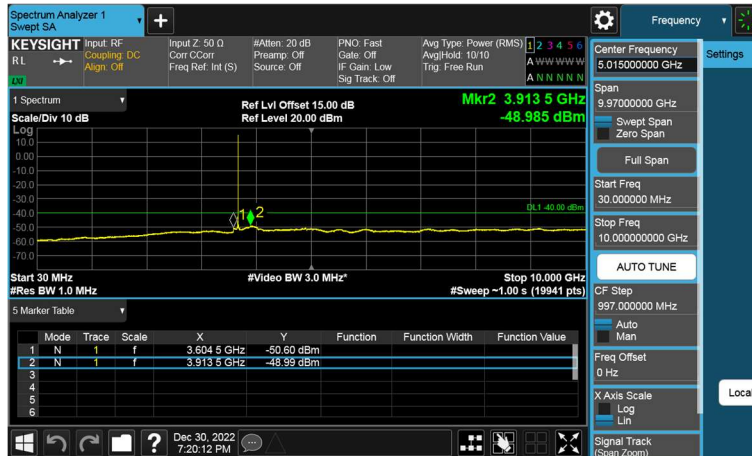 Spectrum Analyzer 1
Swept SA
+
Frequency
KEYSIGHT
RL
LXI
Input: RF
Coupling: DC
Align: Off
Input Z: 50 Ω
Corr CCorr
Freq Ref: Int (S)
#Atten: 20 dB
Preamp: Off
Source: Off
PNO: Fast
Gate: Off
IF Gain: Low
Sig Track: Off
Avg Type: Power (RMS)
Avg|Hold: 10/10
Trig: Free Run
1 2 3 4 5 6
A W W W W W
A N N N N N
1 Spectrum
Scale/Div 10 dB
Ref Lvl Offset 15.00 dB
Ref Level 20.00 dBm
Mkr2 3.913 5 GHz
-48.985 dBm
Log
10.0
0.00
-10.0
-20.0
-30.0
-40.0
-50.0
-60.0
-70.0
1
2
DL1 -40.00 dBm
Start 30 MHz
#Res BW 1.0 MHz
#Video BW 3.0 MHz*
Stop 10.000 GHz
#Sweep ~1.00 s (19941 pts)
5 Marker Table
Mode Trace Scale X Y Function Function Width Function Value
1 N 1 f 3.604 5 GHz -50.60 dBm
2 N 1 f 3.913 5 GHz -48.99 dBm
3
4
5
6
?
Dec 30, 2022
7:20:12 PM
Center Frequency
5.015000000 GHz
Settings
Span
9.97000000 GHz
Swept Span
Zero Span
Full Span
Start Freq
30.000000 MHz
Stop Freq
10.000000000 GHz
AUTO TUNE
CF Step
997.000000 MHz
Auto
Man
Freq Offset
0 Hz
X Axis Scale
Log
Lin
Local
Signal Track
(Span Zoom)